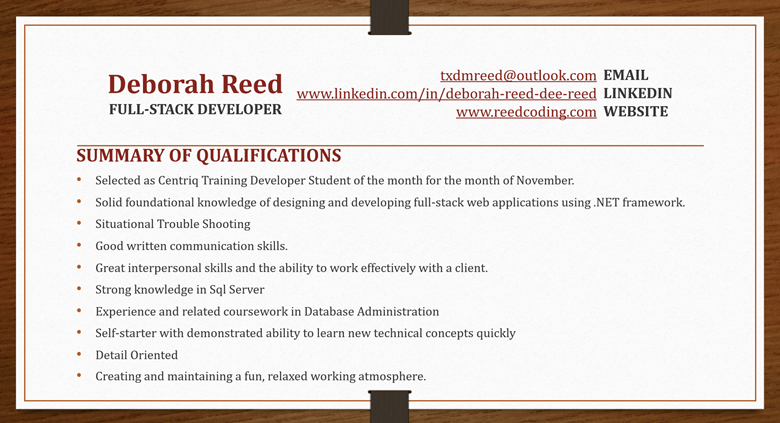 Deborah Reed
FULL-STACK DEVELOPER
txdmreed@outlook.com EMAIL
www.linkedin.com/in/deborah-reed-dee-reed LINKEDIN
www.reedcoding.com WEBSITE
SUMMARY OF QUALIFICATIONS
• Selected as Centriq Training Developer Student of the month for the month of November.
• Solid foundational knowledge of designing and developing full-stack web applications using .NET framework.
• Situational Trouble Shooting
• Good written communication skills.
• Great interpersonal skills and the ability to work effectively with a client.
• Strong knowledge in Sql Server
• Experience and related coursework in Database Administration
• Self-starter with demonstrated ability to learn new technical concepts quickly
• Detail Oriented
• Creating and maintaining a fun, relaxed working atmosphere.